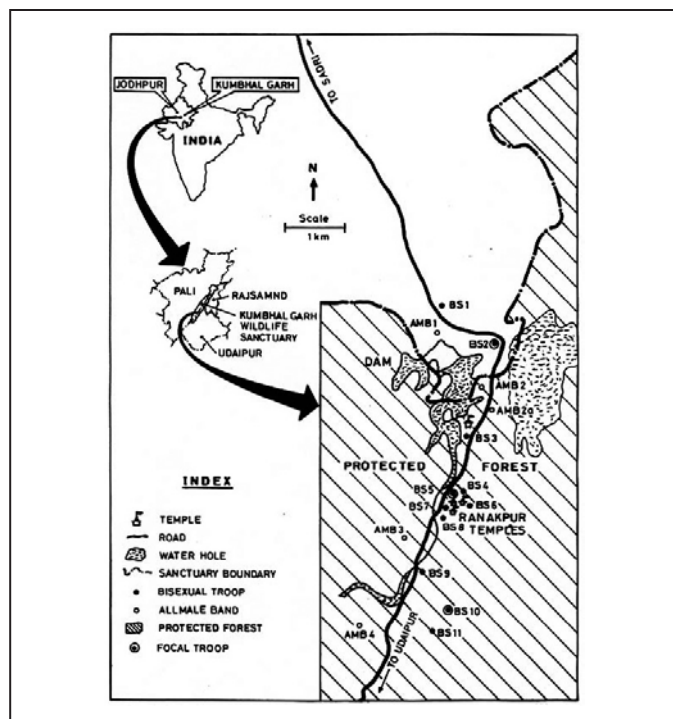 TO SADRI
JODHPUR
KUMBHAL GARH
INDIA
N
Scale
1 km
PALI
RAJSAMND
KUMBHAL GARH
WILDLIFE
SANCTUARY
UDAIPUR
BS1
AMB1
BS2
DAM
AMB2
AMB2a
BS3
PROTECTED FOREST
BS5
BS4
BS7
BS6
RANAKPUR
TEMPLES
BS8
AMB3
BS9
BS10
BS11
AMB4
TO UDAIPUR
INDEX
TEMPLE
ROAD
WATER HOLE
SANCTUARY BOUNDARY
BISEXUAL TROOP
ALLMALE BAND
PROTECTED FOREST
FOCAL TROOP